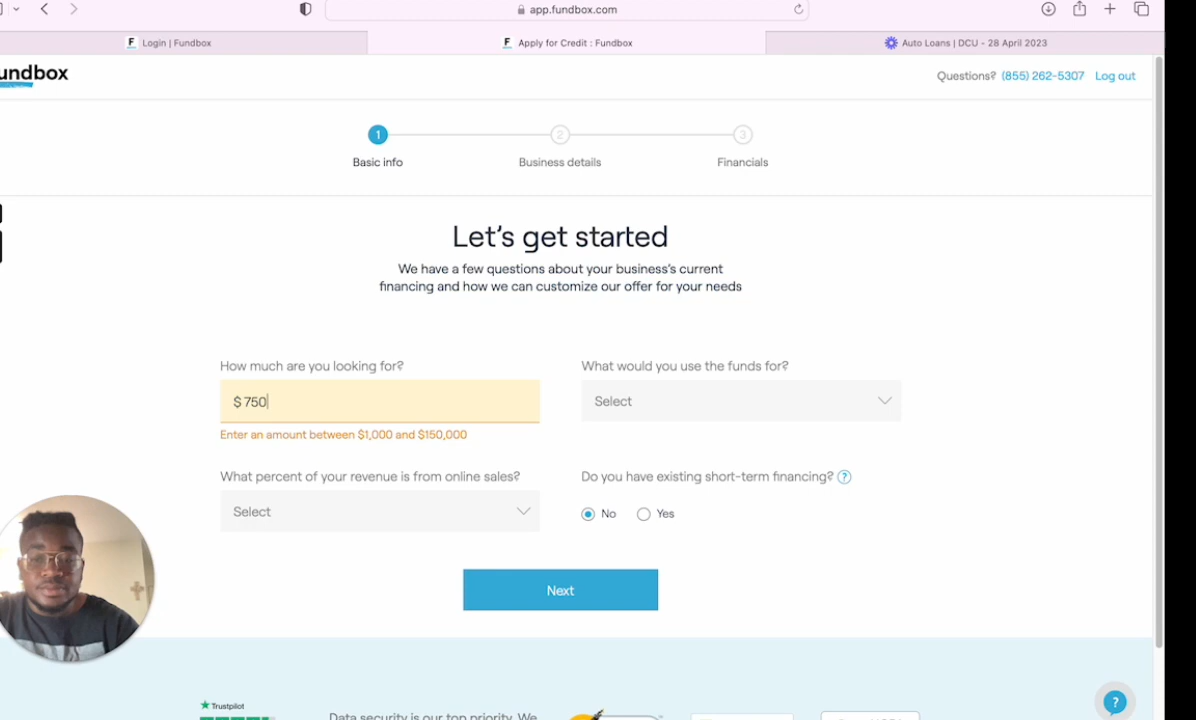 app.fundbox.com
Login | Fundbox
Apply for Credit : Fundbox
Auto Loans | DCU - 28 April 2023
undbox
Questions? (855) 262-5307 Log out
1
2
3
Basic info
Business details
Financials
Let's get started
We have a few questions about your business's current
financing and how we can customize our offer for your needs
How much are you looking for?
What would you use the funds for?
$ 750
Select
Enter an amount between $1,000 and $150,000
What percent of your revenue is from online sales?
Do you have existing short-term financing? ?
Select
No
Yes
Next
Trustpilot
Data security is our top priority. We
?